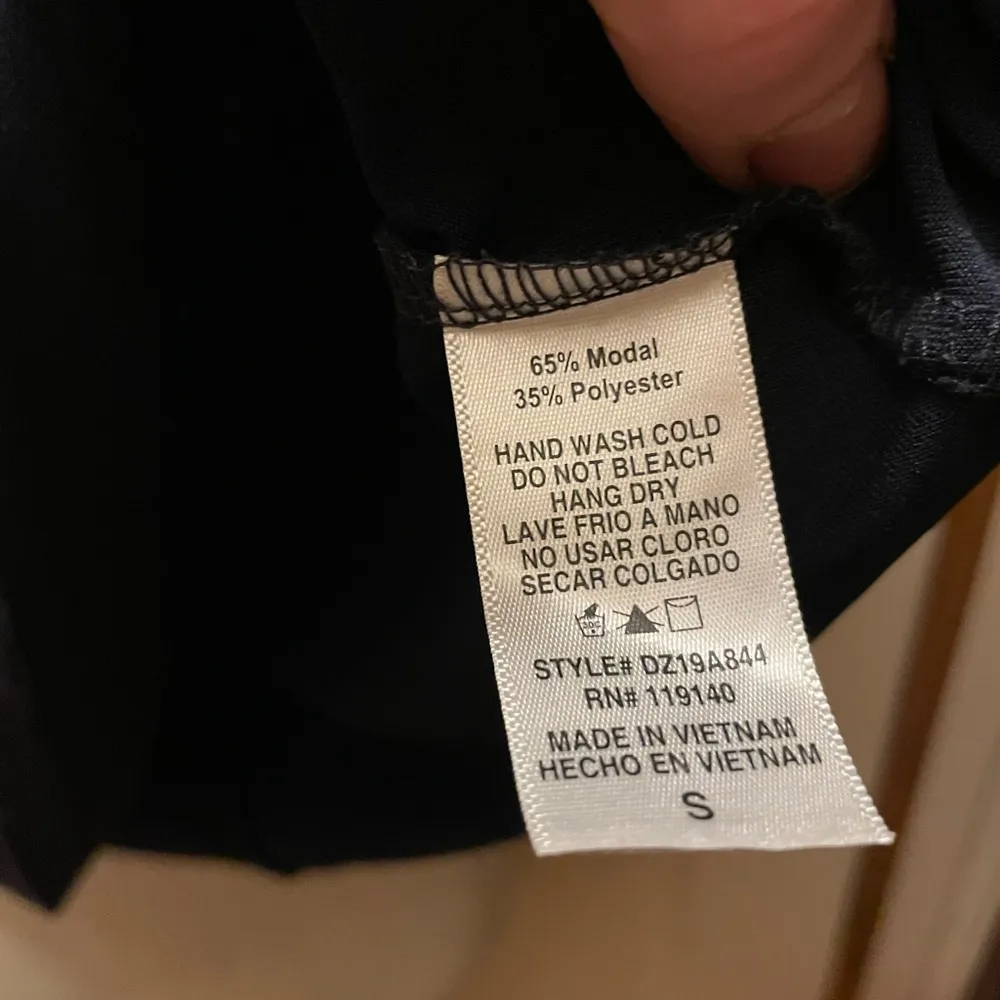 65% Modal
35% Polyester
HAND WASH COLD
DO NOT BLEACH
HANG DRY
LAVE FRIO A MANO
NO USAR CLORO
SECAR COLGADO
30C
STYLE# DZ19A844
RN# 119140
MADE IN VIETNAM
HECHO EN VIETNAM
S